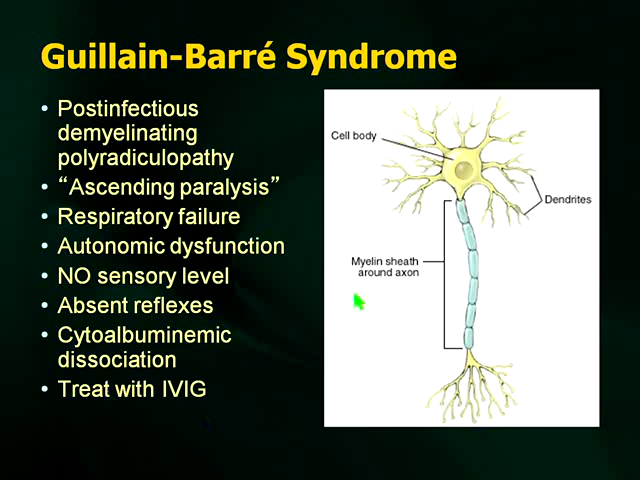 Guillain-Barré Syndrome
• Postinfectious
demyelinating
polyradiculopathy
• “Ascending paralysis”
• Respiratory failure
• Autonomic dysfunction
• NO sensory level
• Absent reflexes
• Cytoalbuminemic
dissociation
• Treat with IVIG
Cell body
Dendrites
Myelin sheath
around axon